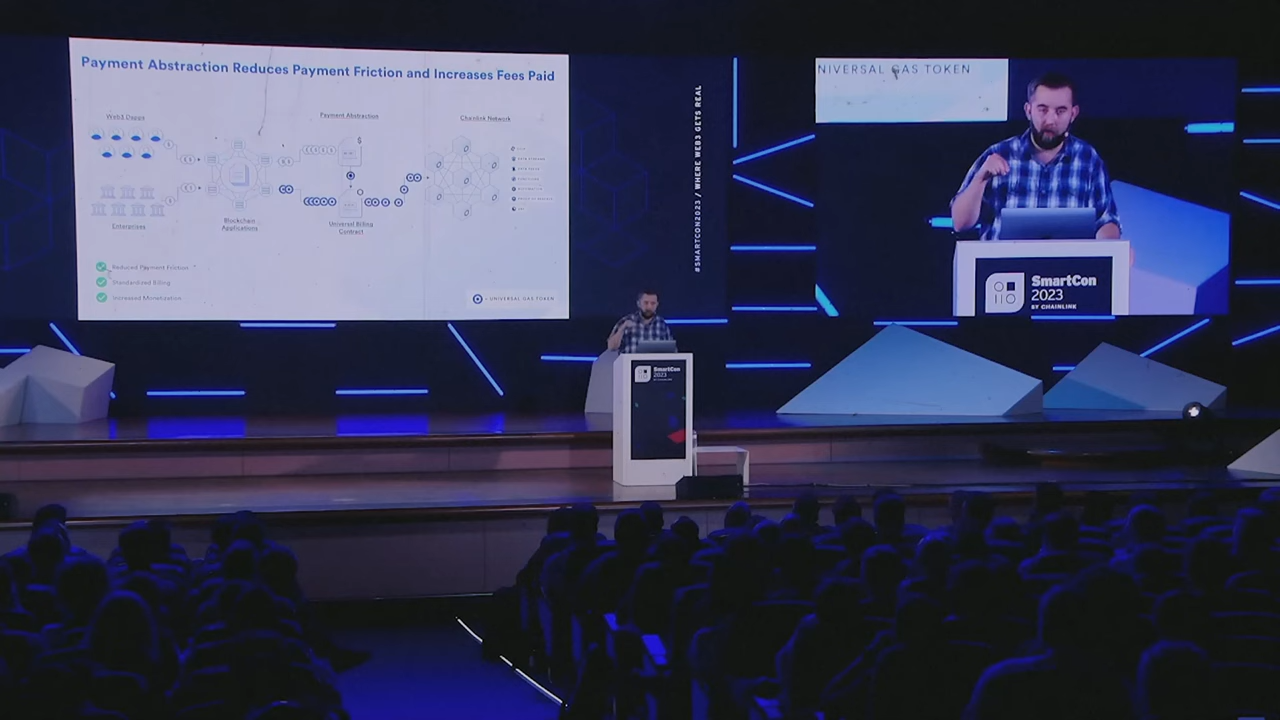 Payment Abstraction Reduces Payment Friction and Increases Fees Paid
Web3 Dapps
Payment Abstraction
Chainlink Network
Enterprises
Blockchain
Applications
Universal Billing
Contract
Reduced Payment Friction
Standardized Billing
Increased Monetization
= UNIVERSAL GAS TOKEN
#SMARTCON2023 / WHERE WEB3 GETS REAL
NIVERSAL GAS TOKEN
SmartCon
2023
BY CHAINLINK
SmartCon
2023
BY CHAINLINK